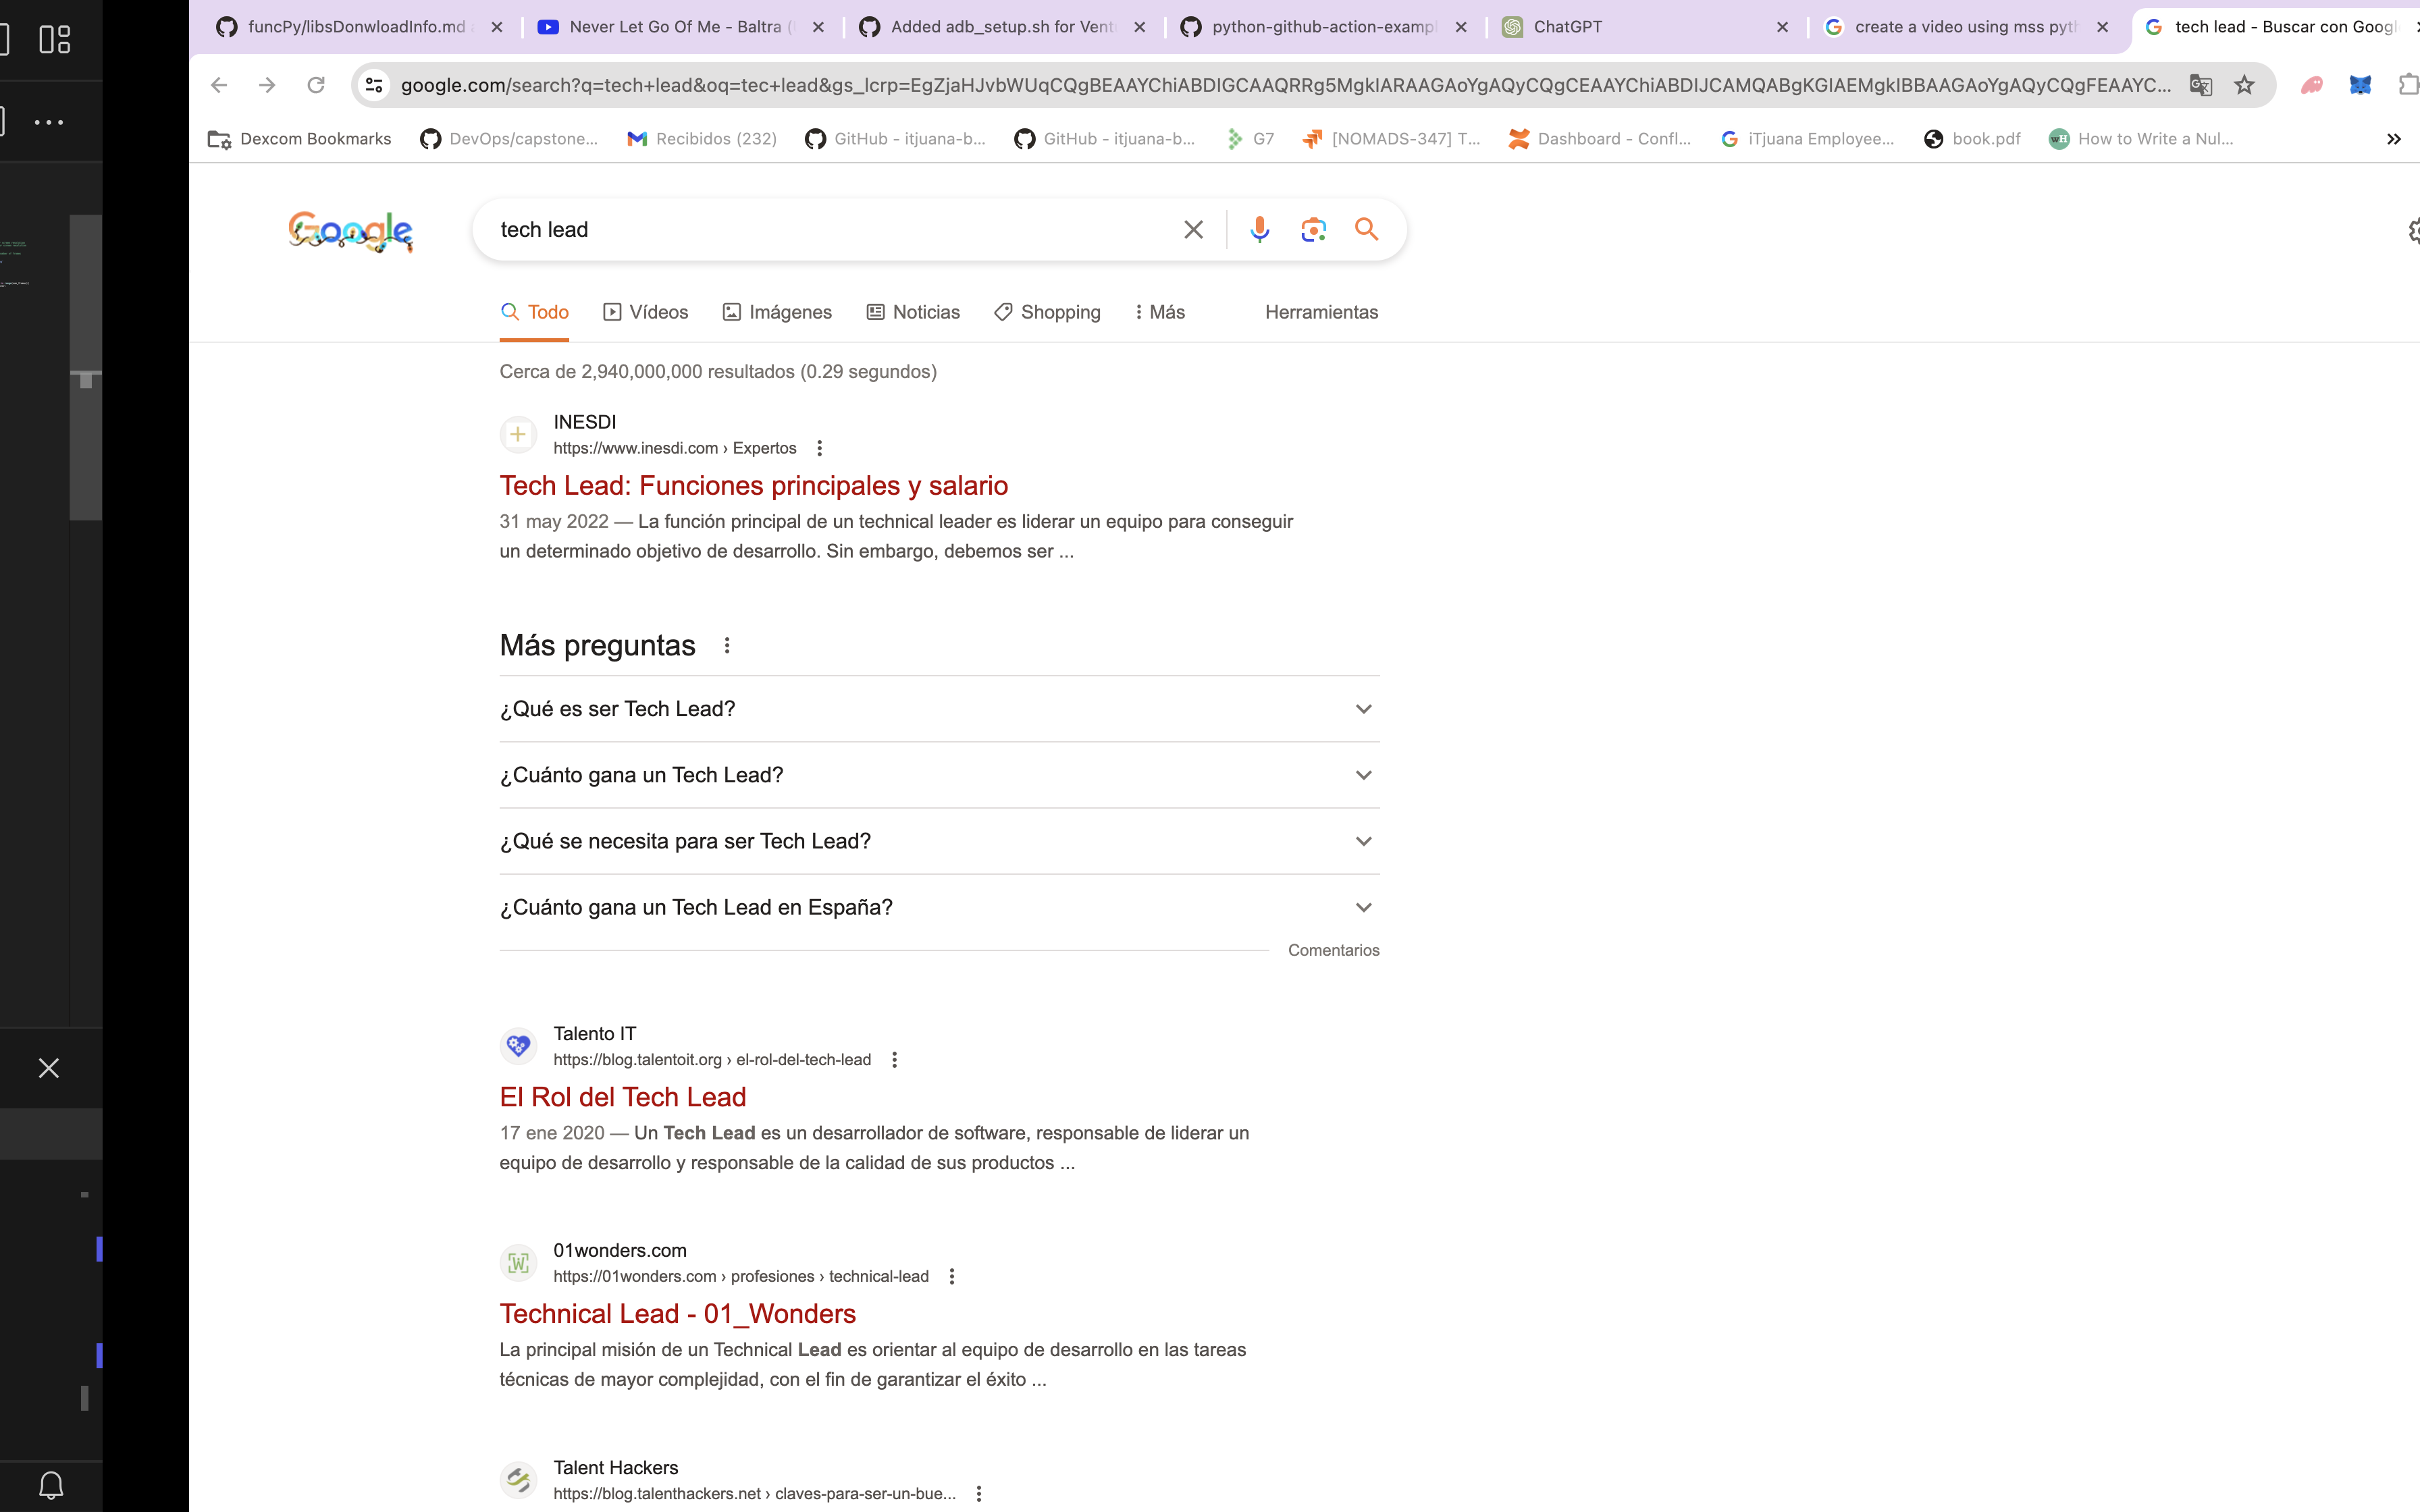 funcPy/libsDonwloadInfo.md
Never Let Go Of Me - Baltra (
Added adb_setup.sh for Vent
python-github-action-exampl
ChatGPT
create a video using mss pyth
tech lead - Buscar con Googl
google.com/search?q=tech+lead&oq=tec+lead&gs_lcrp=EgZjaHJvbWUqCQgBEAAYChiABDIGCAAQRRg5MgkIARAAGAoYgAQyCQgCEAAYChiABDIJCAMQABgKGIAEMgkIBBAAGAoYgAQyCQgFEAAYC...
Dexcom Bookmarks
DevOps/capstone...
Recibidos (232)
GitHub - itjuana-b...
GitHub - itjuana-b...
G7
[NOMADS-347] T...
Dashboard - Confl...
iTjuana Employee...
book.pdf
How to Write a Nul...
Google
tech lead
Todo
Vídeos
Imágenes
Noticias
Shopping
Más
Herramientas
Cerca de 2,940,000,000 resultados (0.29 segundos)
INESDI
https://www.inesdi.com › Expertos
Tech Lead: Funciones principales y salario
31 may 2022 — La función principal de un technical leader es liderar un equipo para conseguir
un determinado objetivo de desarrollo. Sin embargo, debemos ser ...
Más preguntas
¿Qué es ser Tech Lead?
¿Cuánto gana un Tech Lead?
¿Qué se necesita para ser Tech Lead?
¿Cuánto gana un Tech Lead en España?
Comentarios
Talento IT
https://blog.talentoit.org › el-rol-del-tech-lead
El Rol del Tech Lead
17 ene 2020 — Un Tech Lead es un desarrollador de software, responsable de liderar un
equipo de desarrollo y responsable de la calidad de sus productos ...
01wonders.com
https://01wonders.com › profesiones › technical-lead
Technical Lead - 01_Wonders
La principal misión de un Technical Lead es orientar al equipo de desarrollo en las tareas
técnicas de mayor complejidad, con el fin de garantizar el éxito ...
Talent Hackers
https://blog.talenthackers.net › claves-para-ser-un-bue...